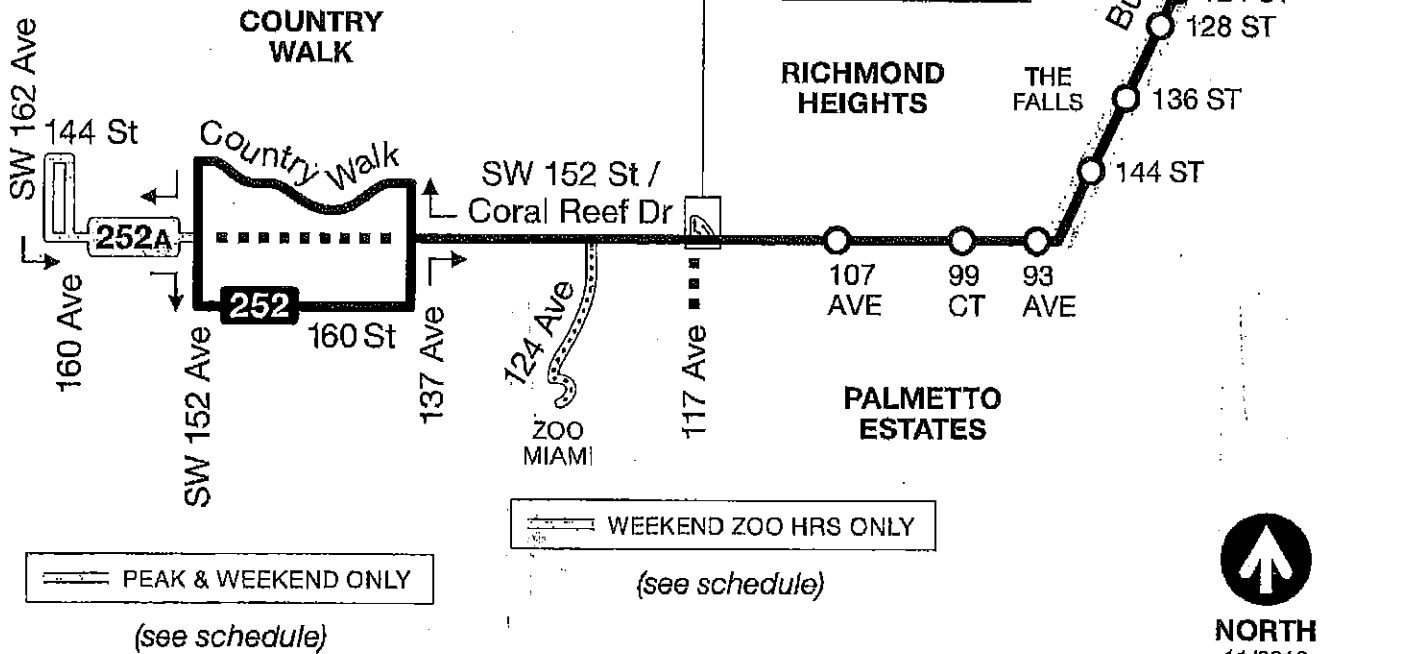 COUNTRY
WALK
SW 162 Ave
144 St
Country Walk
252A
252
160 St
160 Ave
SW 152 Ave
137 Ave
SW 152 St /
Coral Reef Dr
124 Ave
ZOO
MIAMI
117 Ave
RICHMOND
HEIGHTS
THE
FALLS
128 ST
136 ST
144 ST
107
AVE
99
CT
93
AVE
PALMETTO
ESTATES
WEEKEND ZOO HRS ONLY
(see schedule)
PEAK & WEEKEND ONLY
(see schedule)
NORTH